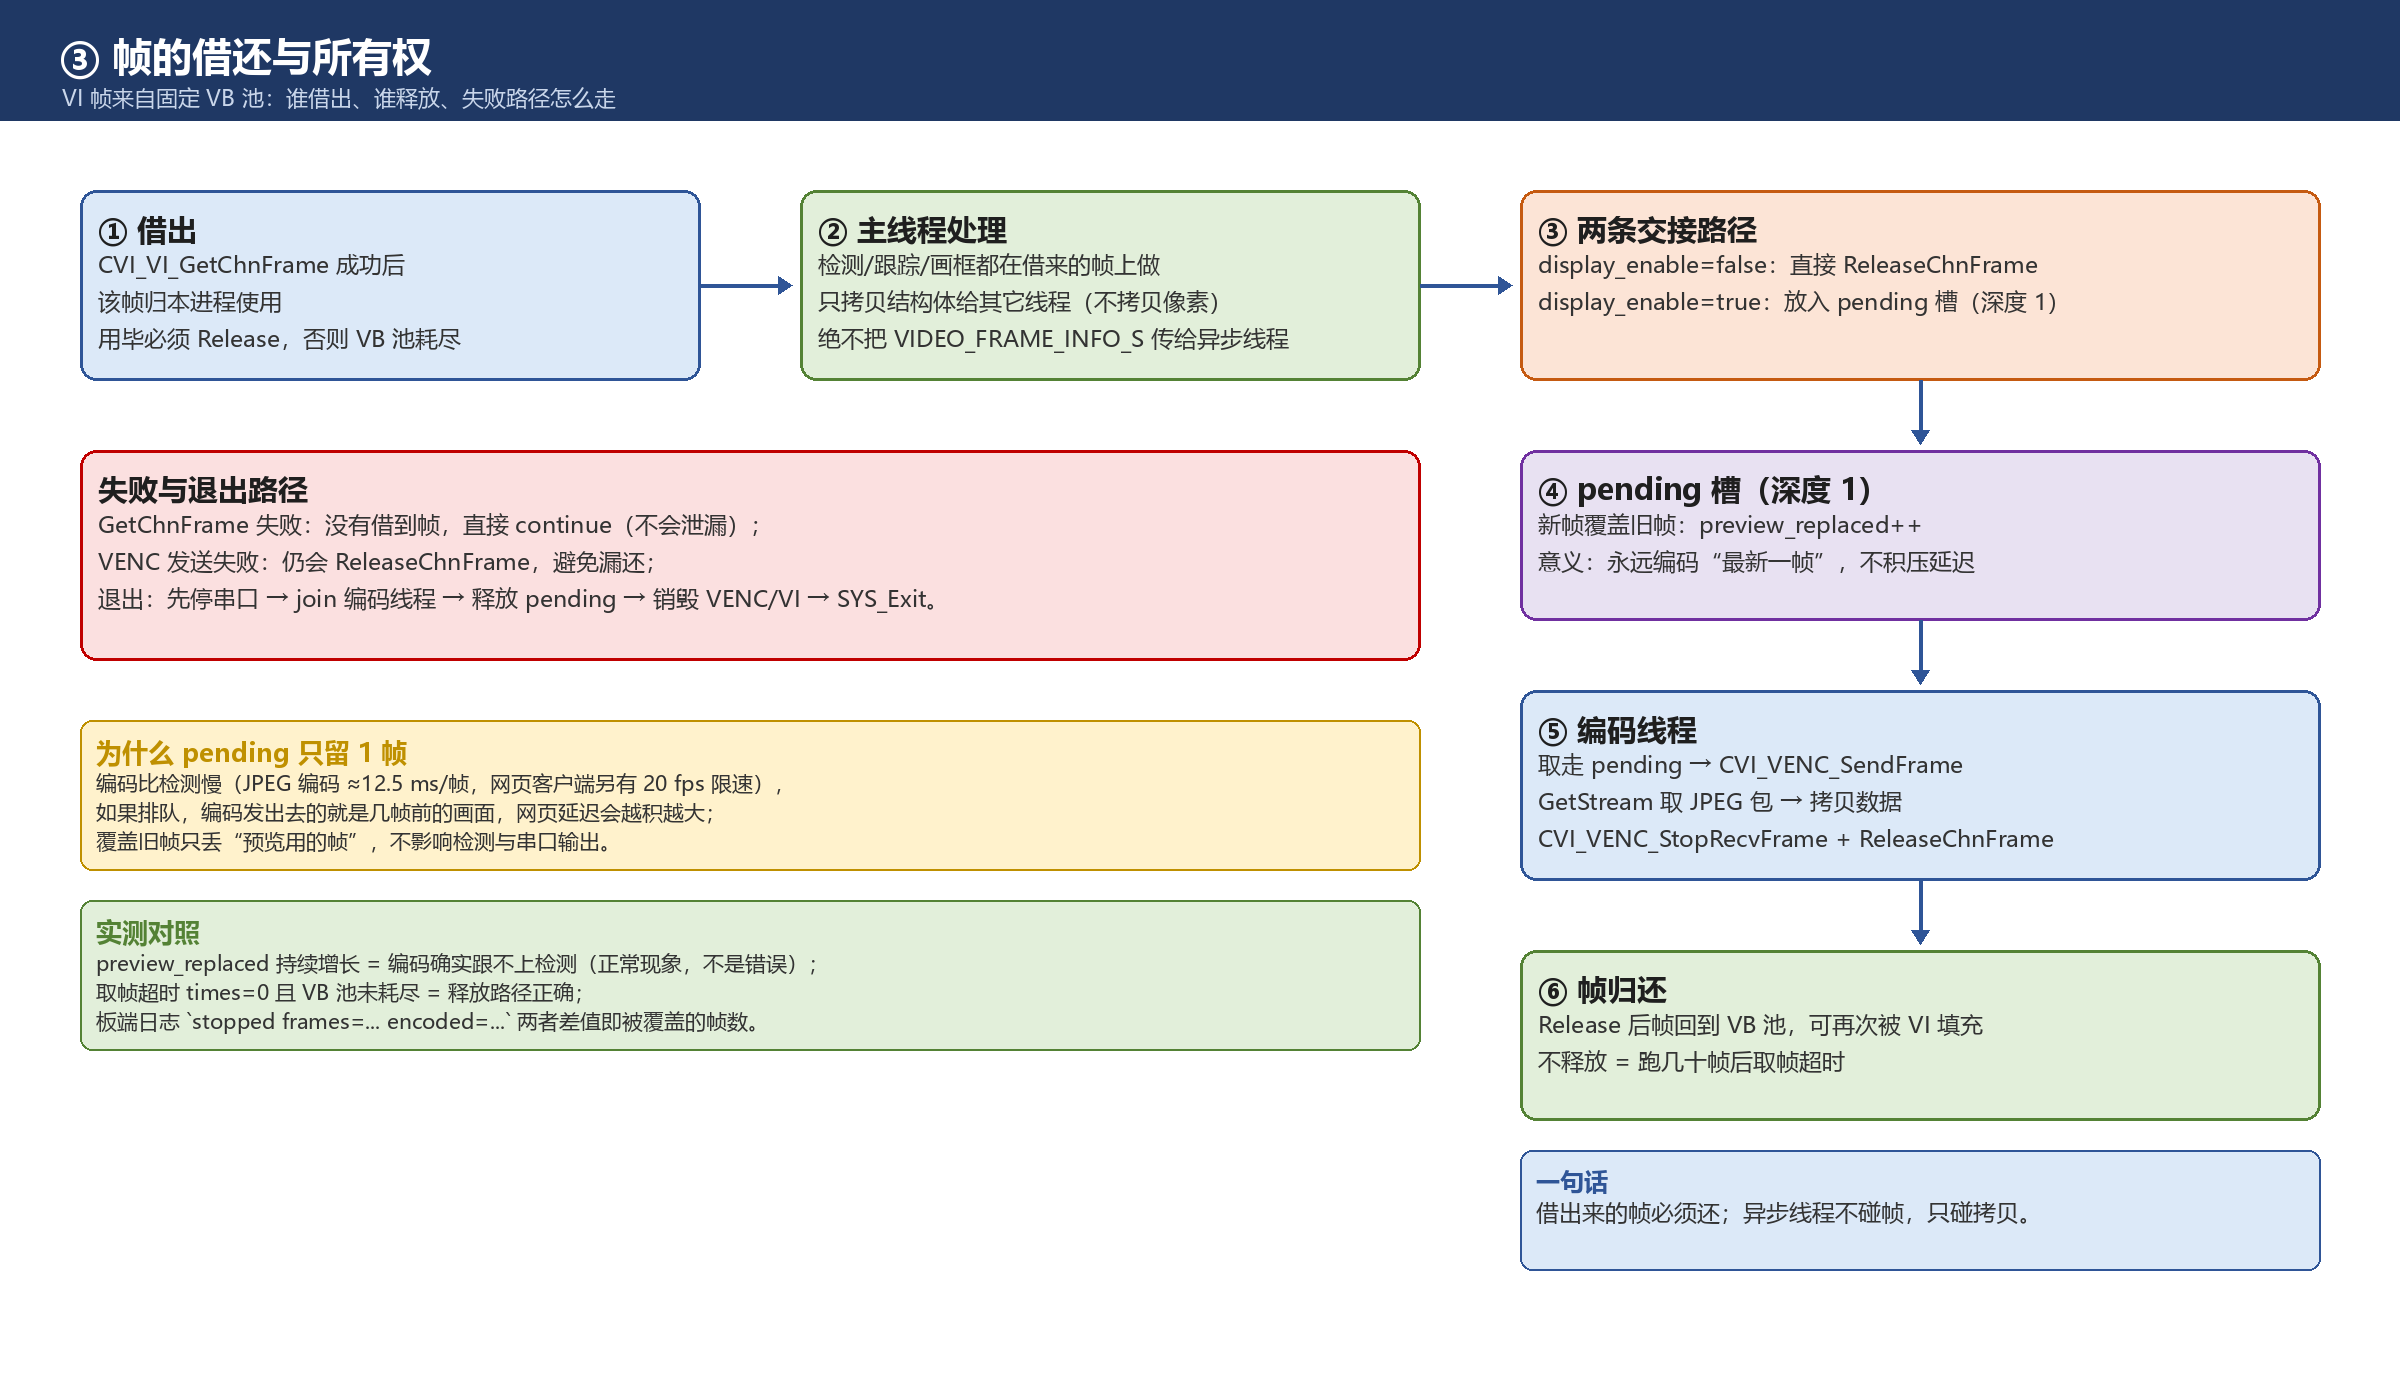 ③ 帧的借还与所有权
VI 帧来自固定 VB 池：谁借出、谁释放、失败路径怎么走
① 借出
CVI_VI_GetChnFrame 成功后
该帧归本进程使用
用毕必须 Release，否则 VB 池耗尽
② 主线程处理
检测/跟踪/画框都在借来的帧上做
只拷贝结构体给其它线程（不拷贝像素）
绝不把 VIDEO_FRAME_INFO_S 传给异步线程
③ 两条交接路径
display_enable=false：直接 ReleaseChnFrame
display_enable=true：放入 pending 槽（深度 1）
失败与退出路径
GetChnFrame 失败：没有借到帧，直接 continue（不会泄漏）；
VENC 发送失败：仍会 ReleaseChnFrame，避免漏还；
退出：先停串口 → join 编码线程 → 释放 pending → 销毁 VENC/VI → SYS_Exit。
④ pending 槽（深度 1）
新帧覆盖旧帧：preview_replaced++
意义：永远编码“最新一帧”，不积压延迟
为什么 pending 只留 1 帧
编码比检测慢（JPEG 编码 ≈12.5 ms/帧，网页客户端另有 20 fps 限速），
如果排队，编码发出去的就是几帧前的画面，网页延迟会越积越大；
覆盖旧帧只丢“预览用的帧”，不影响检测与串口输出。
⑤ 编码线程
取走 pending → CVI_VENC_SendFrame
GetStream 取 JPEG 包 → 拷贝数据
CVI_VENC_StopRecvFrame + ReleaseChnFrame
实测对照
preview_replaced 持续增长 = 编码确实跟不上检测（正常现象，不是错误）；
取帧超时 times=0 且 VB 池未耗尽 = 释放路径正确；
板端日志 `stopped frames=... encoded=...` 两者差值即被覆盖的帧数。
⑥ 帧归还
Release 后帧回到 VB 池，可再次被 VI 填充
不释放 = 跑几十帧后取帧超时
一句话
借出来的帧必须还；异步线程不碰帧，只碰拷贝。